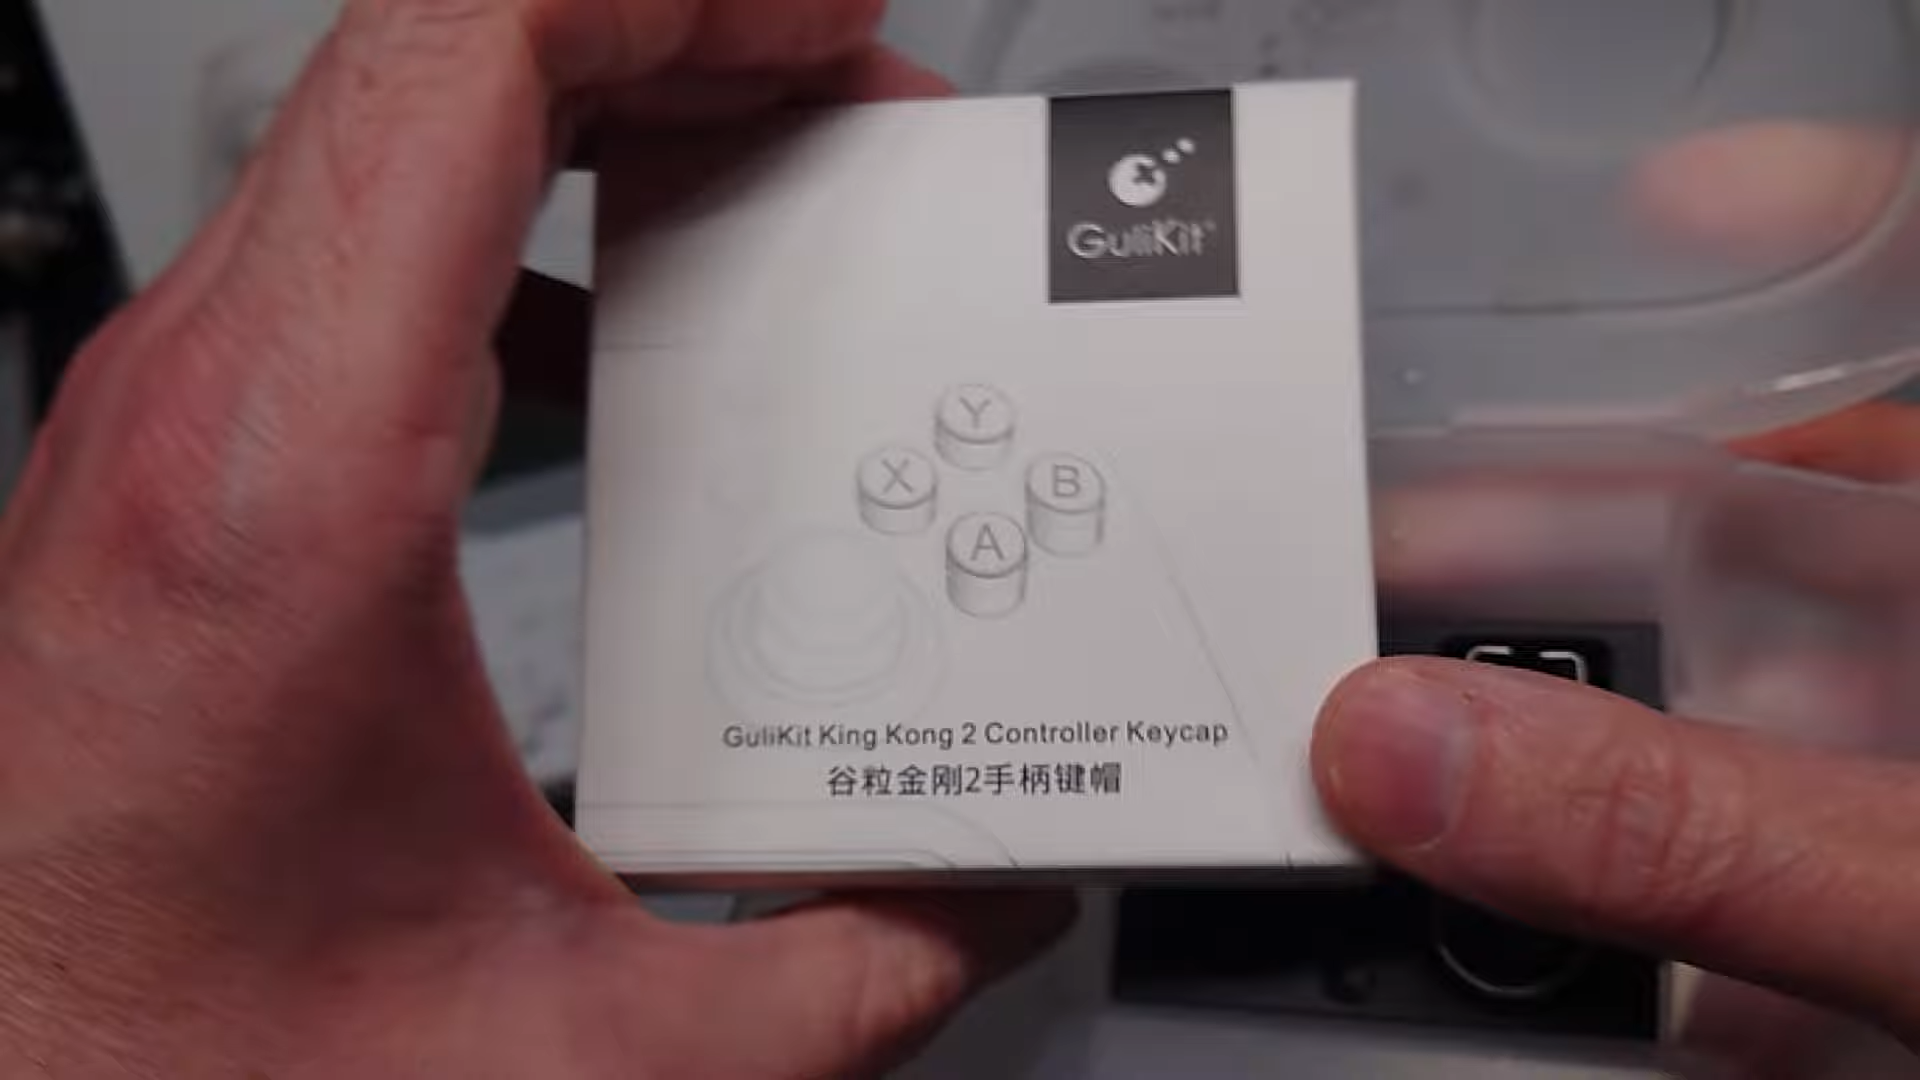 GuliKit
Y
X
B
A
GuliKit King Kong 2 Controller Keycap
谷粒金刚2手柄键帽